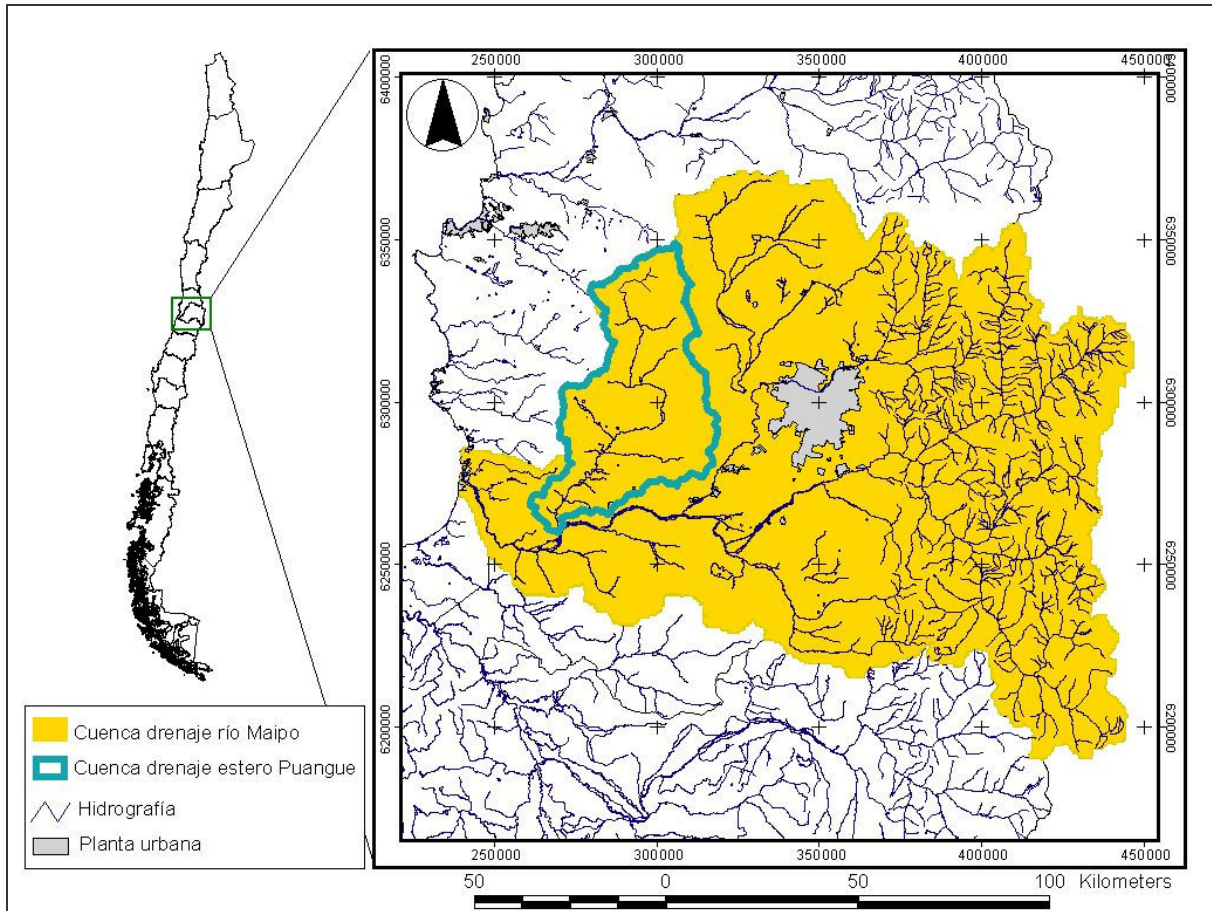 250000 300000 350000 400000 450000
6400000 6400000
6350000 6350000
6300000 6300000
6250000 6250000
6200000 6200000
250000 300000 350000 400000 450000
Cuenca drenaje río Maipo
Cuenca drenaje estero Puangue
Hidrografía
Planta urbana
50 0 50 100 Kilometers